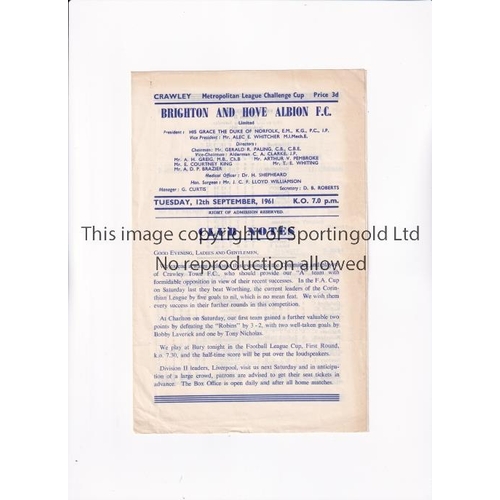 CRAWLEY Metropolitan League Challenge Cup Price 3d
BRIGHTON AND HOVE ALBION F.C.
Limited
President: HIS GRACE THE DUKE OF NORFOLK, E.M., K.G., P.C., J.P.
Vice President: Mr. ALEC E. WHITCHER M.I.Mech.E.
Directors:
Chairman: Mr. GERALD R. PALING, C.B., C.B.E.
Vice-Chairman: Alderman C. A. CLARKE, J.P.
Mr. A. H. GREIG, M.B., Ch.B Mr. ARTHUR V. PEMBROKE
Mr. E. COURTNEY KING Mr. T. E. WHITING
Mr. A. D. P. BRAZIER
Medical Officer: Dr. H. SHEPHEARD
Hon. Surgeon: Mr. J. C. F. LLOYD WILLIAMSON
Manager: G. CURTIS Secretary: D. B. ROBERTS
TUESDAY, 12th SEPTEMBER, 1961 K.O. 7.0 p.m.
RIGHT OF ADMISSION RESERVED.
CLUB NOTES
This image copyright of Sportingold Ltd
GOOD EVENING, LADIES AND GENTLEMEN,
No reproduction allowed
of Crawley Town F.C., who should provide our "A" team with
formidable opposition in view of their recent successes. In the F.A. Cup
on Saturday last they beat Worthing, the current leaders of the Corin-
thian League by five goals to nil, which is no mean feat. We wish them
every success in their further rounds in this competition.
At Charlton on Saturday, our first team gained a further valuable two
points by defeating the "Robins" by 3-2, with two well-taken goals by
Bobby Laverick and one by Tony Nicholas.
We play at Bury tonight in the Football League Cup, First Round,
k.o. 7.30, and the half-time score will be put over the loudspeakers.
Division II leaders, Liverpool, visit us next Saturday and in anticipa-
tion of a large crowd, patrons are advised to get their seat tickets in
advance. The Box Office is open daily and after all home matches.